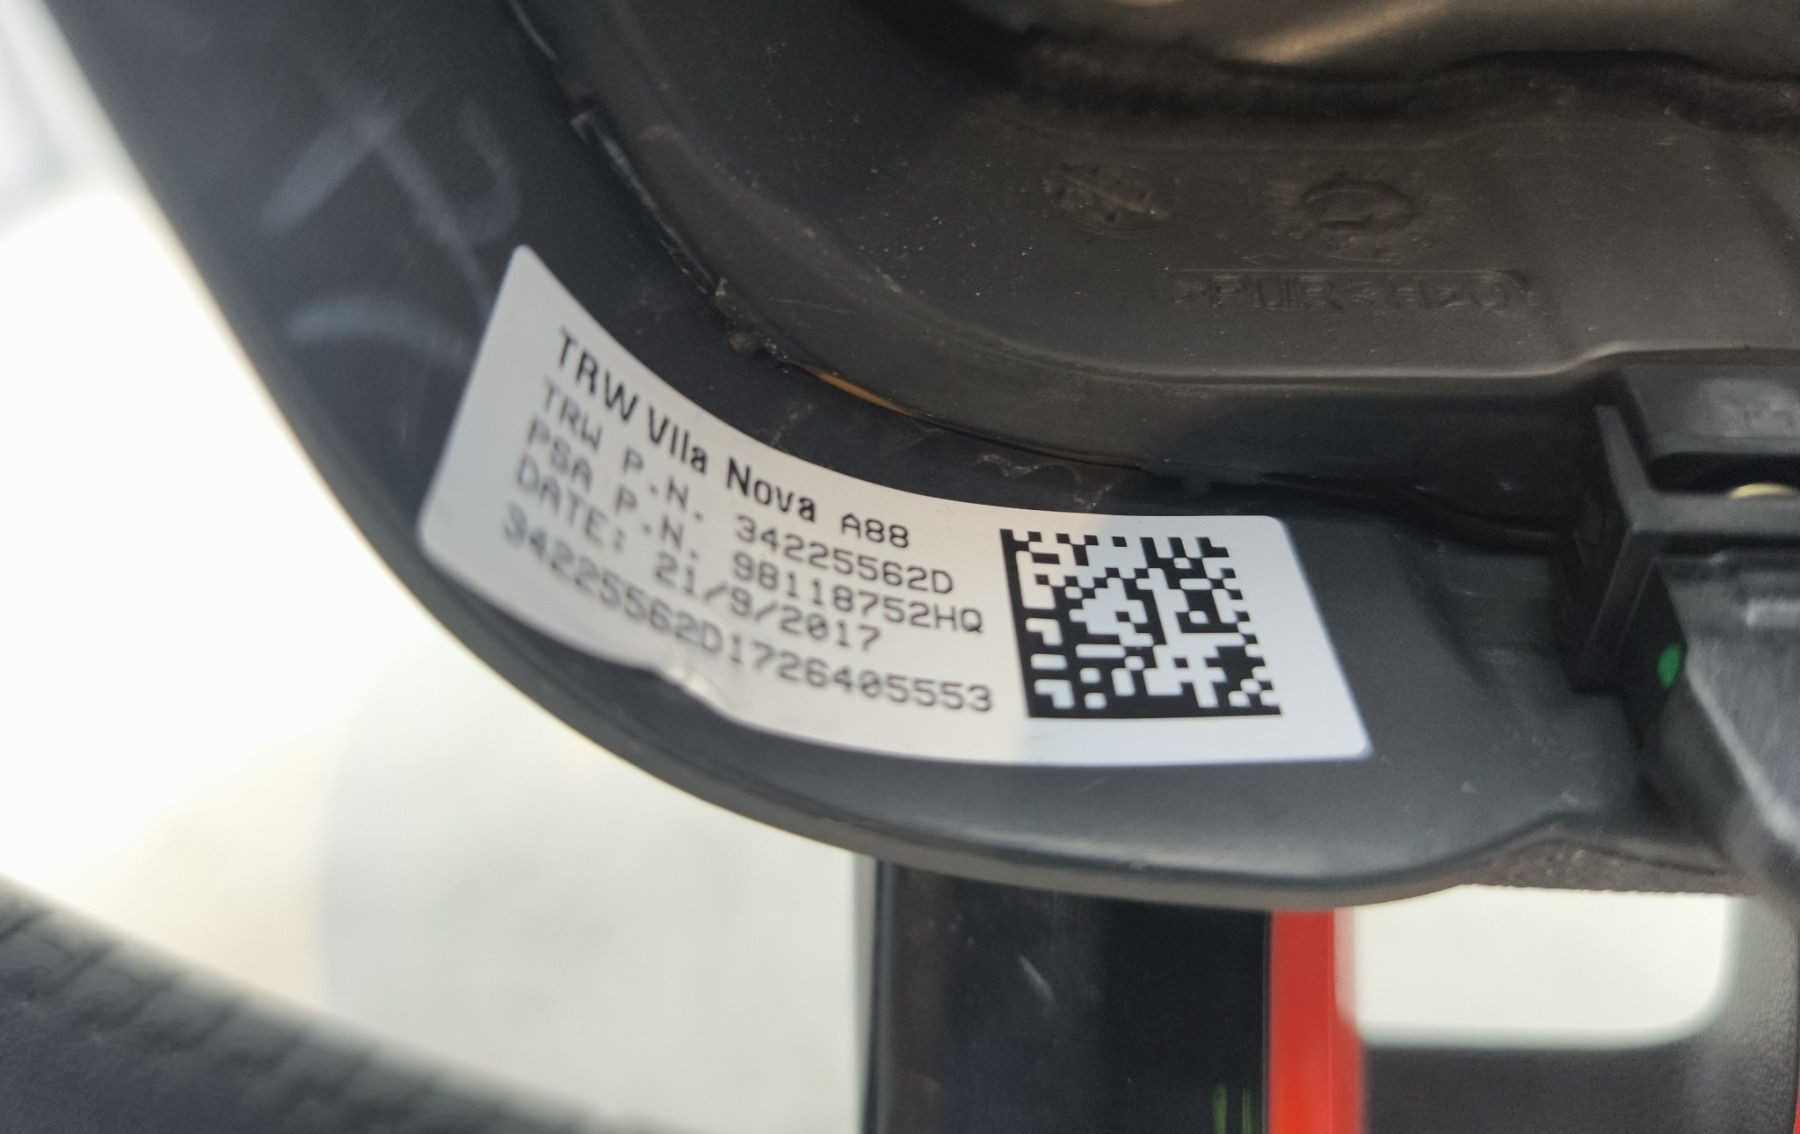 TRW Vila Nova A88
TRW P.N. 34225562D
PSA P.N. 98118752HQ
DATE: 21/9/2017
34225562D1726405553